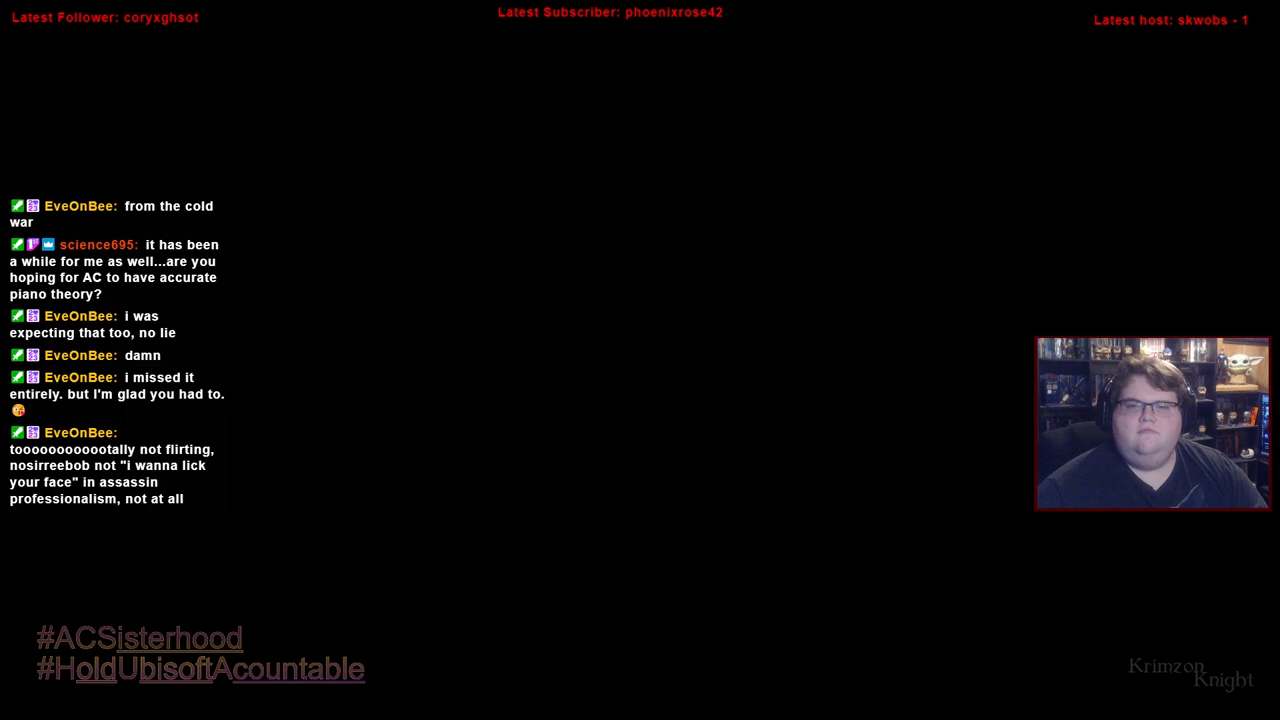 Latest Follower: coryxghsot
Latest Subscriber: phoenixrose42
Latest host: skwobs - 1
EveOnBee: from the cold
war
science695: it has been
a while for me as well...are you
hoping for AC to have accurate
piano theory?
EveOnBee: i was
expecting that too, no lie
EveOnBee: damn
EveOnBee: i missed it
entirely. but I'm glad you had to.
EveOnBee:
toooooooooootally not flirting,
nosirreebob not "i wanna lick
your face" in assassin
professionalism, not at all
#ACSisterhood
#HoldUbisoftAcountable
Krimzon
Knight